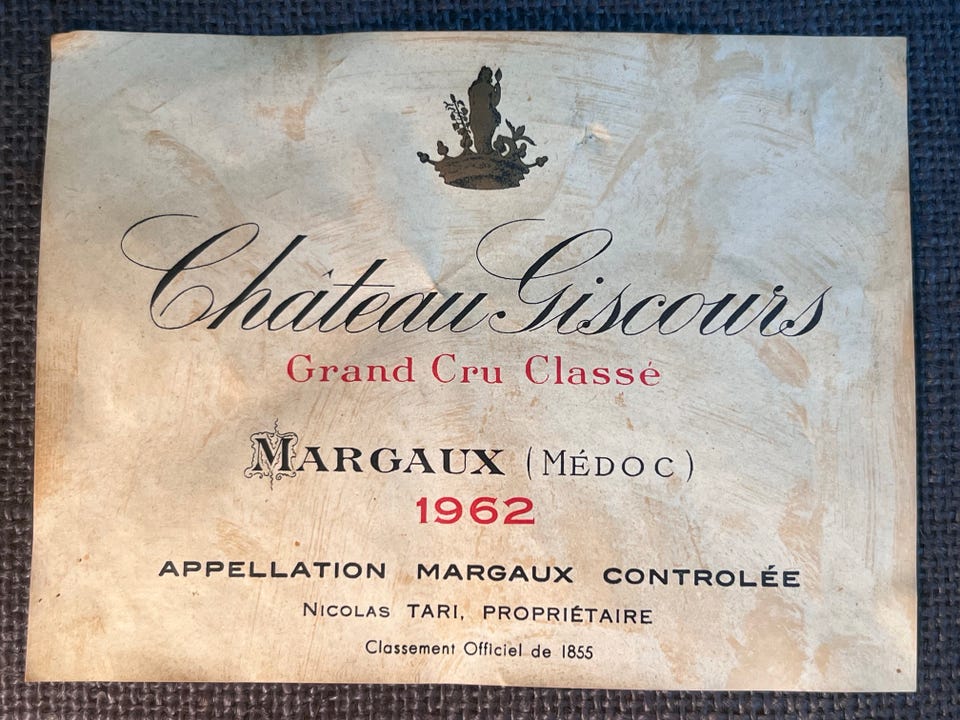 Château Giscours
Grand Cru Classé
MARGAUX (MÉDOC)
1962
APPELLATION MARGAUX CONTROLÉE
NICOLAS TARI, PROPRIÉTAIRE
Classement Officiel de 1855